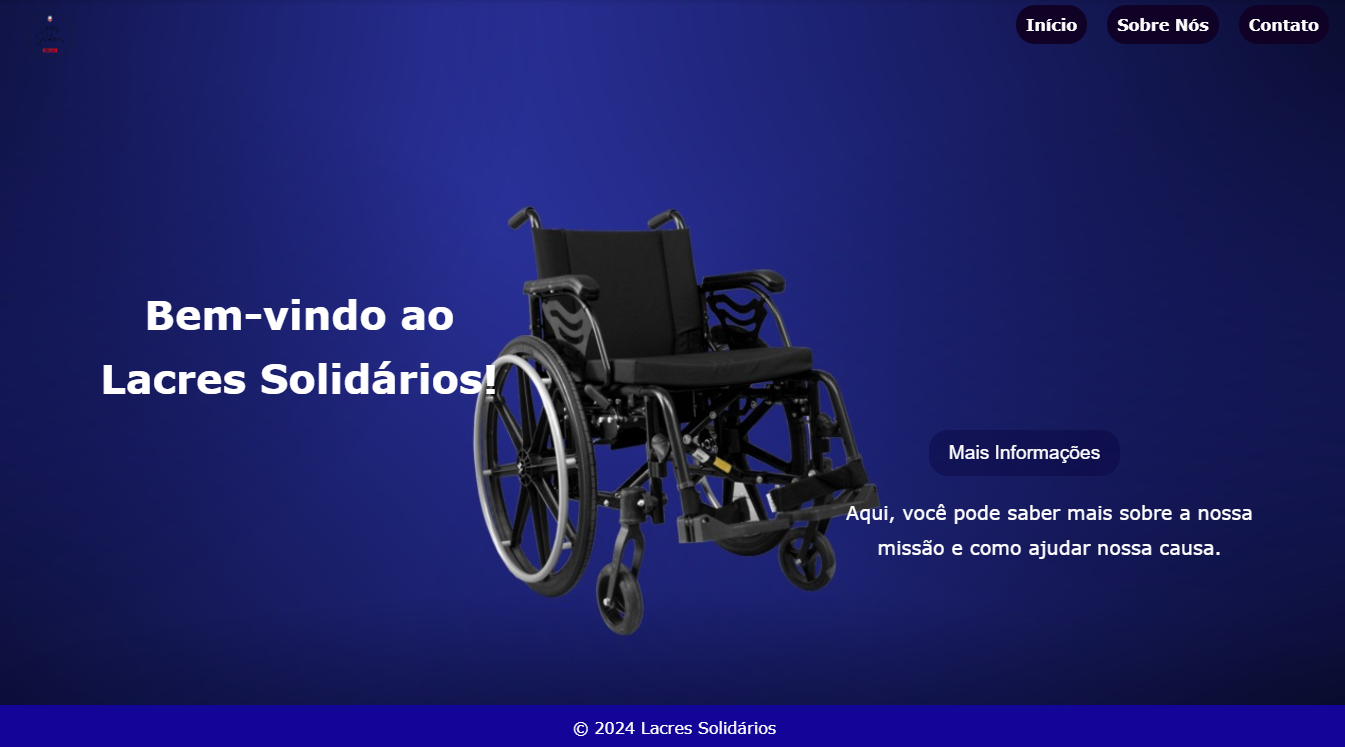 Início
Sobre Nós
Contato
Bem-vindo ao
Lacres Solidários!
Mais Informações
Aqui, você pode saber mais sobre a nossa
missão e como ajudar nossa causa.
© 2024 Lacres Solidários